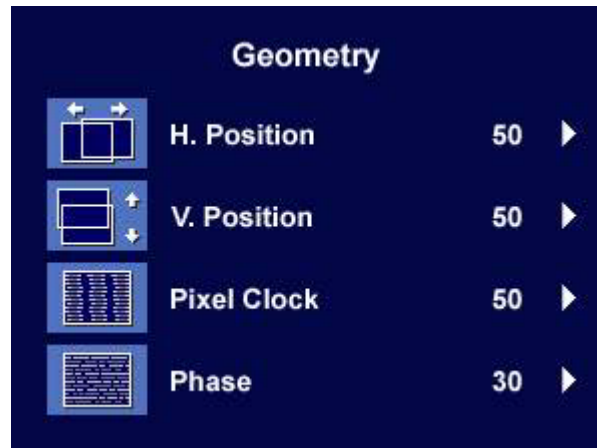 Geometry
H. Position 50
V. Position 50
Pixel Clock 50
Phase 30